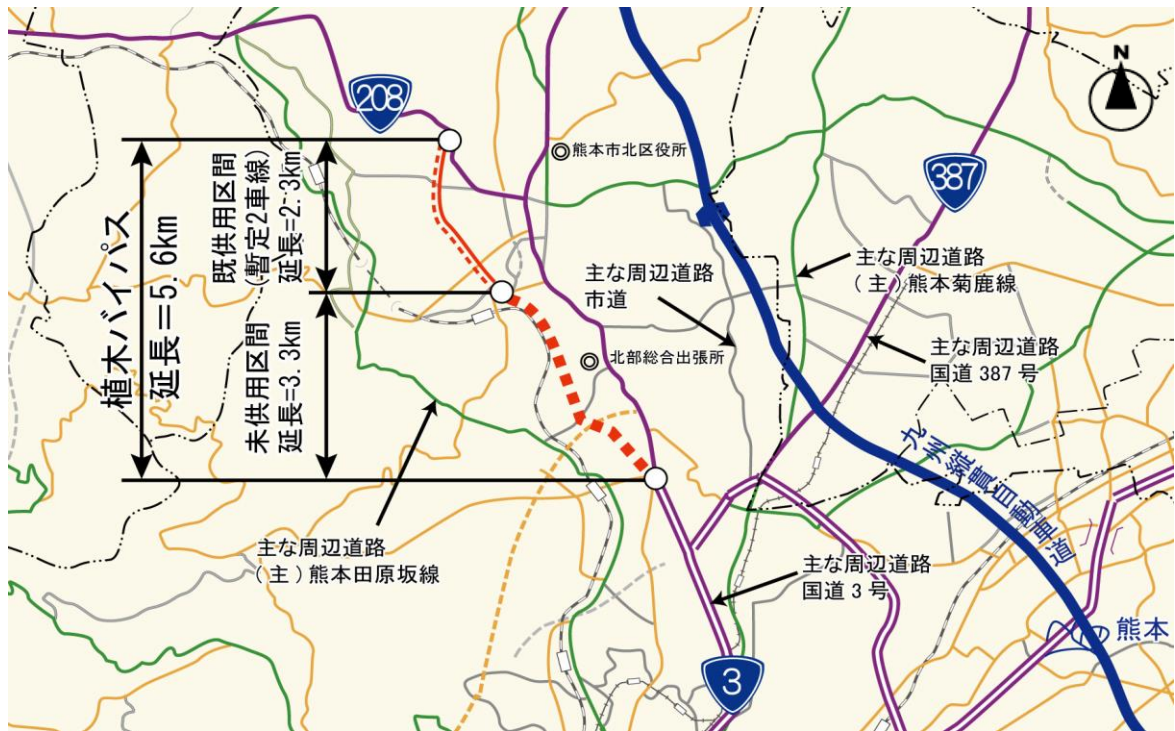 N
208
387
熊本市北区役所
植木バイパス
延長=5.6km
既供用区間
(暫定2車線)
延長=2.3km
未供用区間
延長=3.3km
主な周辺道路
市道
主な周辺道路
(主)熊本菊鹿線
主な周辺道路
国道387号
北部総合出張所
九州縦貫自動車道
主な周辺道路
(主)熊本田原坂線
主な周辺道路
国道3号
熊本
3